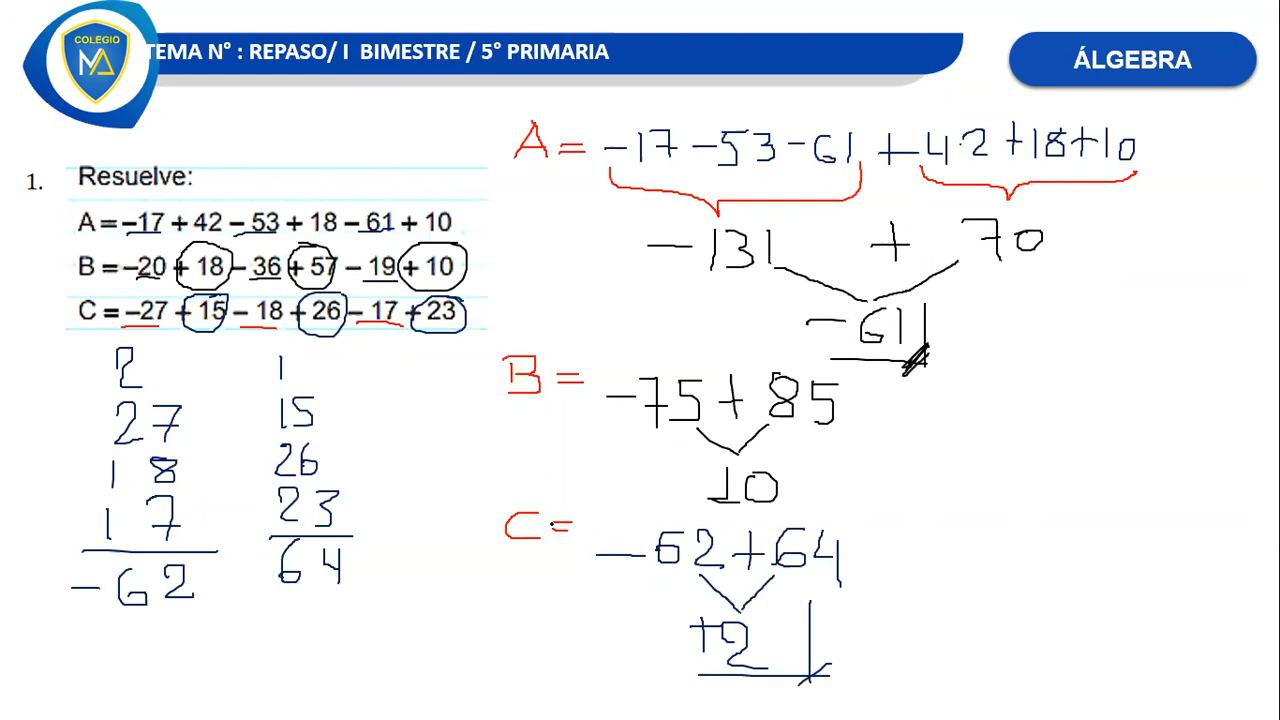 COLEGIO
MA
TEMA N° : REPASO/ I BIMESTRE / 5° PRIMARIA
ÁLGEBRA
1. Resuelve:
A = –17 + 42 – 53 + 18 – 61 + 10
B = –20 + 18 – 36 + 57 – 19 + 10
C = –27 + 15 – 18 + 26 – 17 + 23
2
27
18
17
-62
1
15
26
23
64
A = -17 -53 -61 + 42 +18 +10
-131 + 70
-61
B = -75 + 85
10
C = -62 + 64
+2